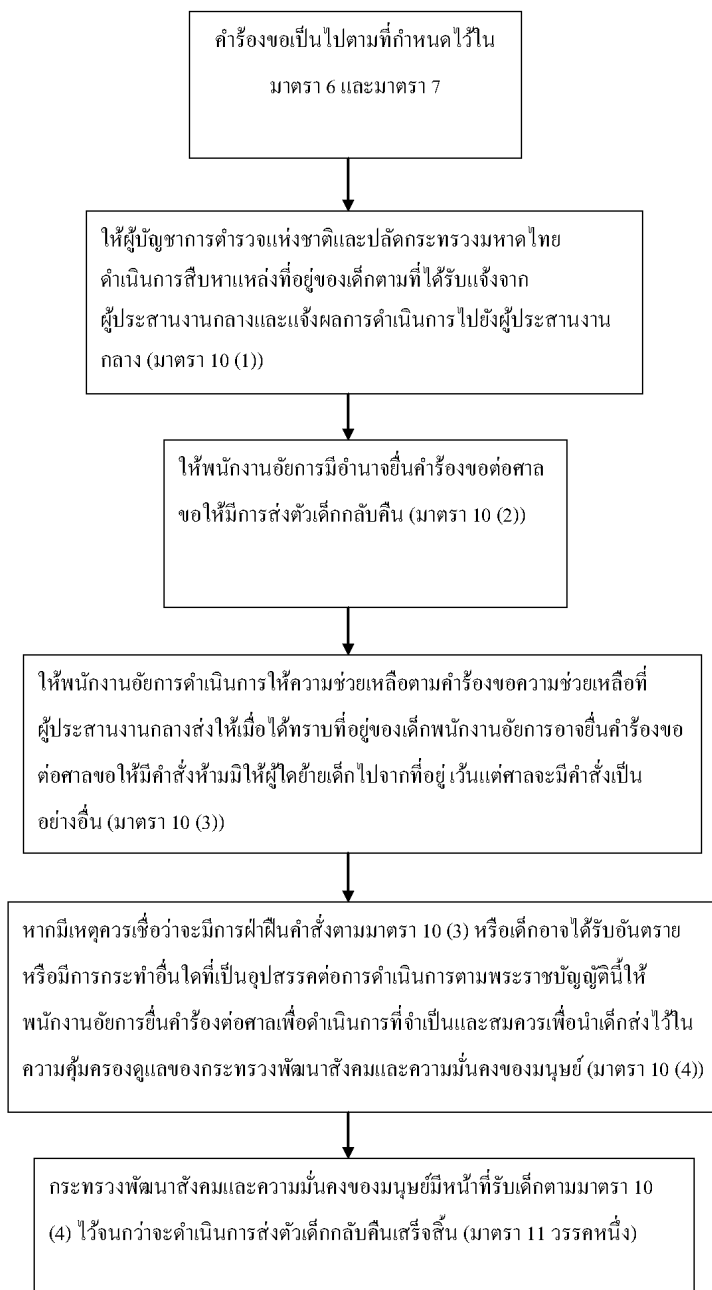 คำร้องขอเป็นไปตามที่กำหนดไว้ใน
มาตรา 6 และมาตรา 7
ให้ผู้บัญชาการตำรวจแห่งชาติและปลัดกระทรวงมหาดไทย
ดำเนินการสืบหาแหล่งที่อยู่ของเด็กตามที่ได้รับแจ้งจาก
ผู้ประสานงานกลางและแจ้งผลการดำเนินการไปยังผู้ประสานงาน
กลาง (มาตรา 10 (1))
ให้พนักงานอัยการมีอำนาจยื่นคำร้องขอต่อศาล
ขอให้มีการส่งตัวเด็กกลับคืน (มาตรา 10 (2))
ให้พนักงานอัยการดำเนินการให้ความช่วยเหลือตามคำร้องขอความช่วยเหลือที่
ผู้ประสานงานกลางส่งให้เมื่อได้ทราบที่อยู่ของเด็กพนักงานอัยการอาจยื่นคำร้องขอ
ต่อศาลขอให้มีคำสั่งห้ามมิให้ผู้ใดย้ายเด็กไปจากที่อยู่ เว้นแต่ศาลจะมีคำสั่งเป็น
อย่างอื่น (มาตรา 10 (3))
หากมีเหตุควรเชื่อว่าจะมีการฝ่าฝืนคำสั่งตามมาตรา 10 (3) หรือเด็กอาจได้รับอันตราย
หรือมีการกระทำอื่นใดที่เป็นอุปสรรคต่อการดำเนินการตามพระราชบัญญัตินี้ให้
พนักงานอัยการยื่นคำร้องต่อศาลเพื่อดำเนินการที่จำเป็นและสมควรเพื่อนำเด็กส่งไว้ใน
ความคุ้มครองดูแลของกระทรวงพัฒนาสังคมและความมั่นคงของมนุษย์ (มาตรา 10 (4))
กระทรวงพัฒนาสังคมและความมั่นคงของมนุษย์มีหน้าที่รับเด็กตามมาตรา 10
(4) ไว้จนกว่าจะดำเนินการส่งตัวเด็กกลับคืนเสร็จสิ้น (มาตรา 11 วรรคหนึ่ง)